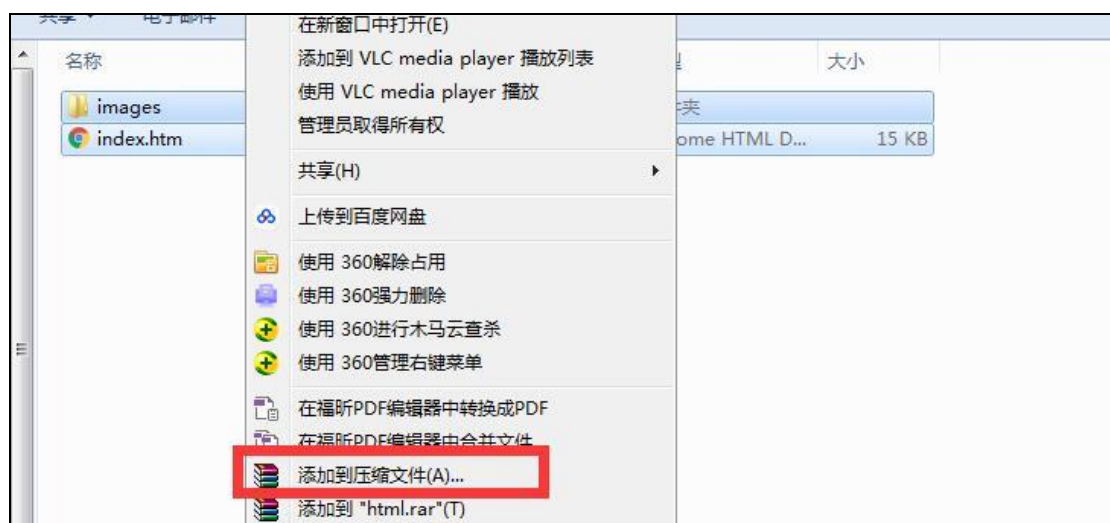 共享 电子邮件
名称 型 大小
images 件夹
index.htm ome HTML D... 15 KB
在新窗口中打开(E)
添加到 VLC media player 播放列表
使用 VLC media player 播放
管理员取得所有权
共享(H)
上传到百度网盘
使用 360解除占用
使用 360强力删除
使用 360进行木马云查杀
使用 360管理右键菜单
在福昕PDF编辑器中转换成PDF
在福昕PDF编辑器中合并文件
添加到压缩文件(A)...
添加到 "html.rar"(T)